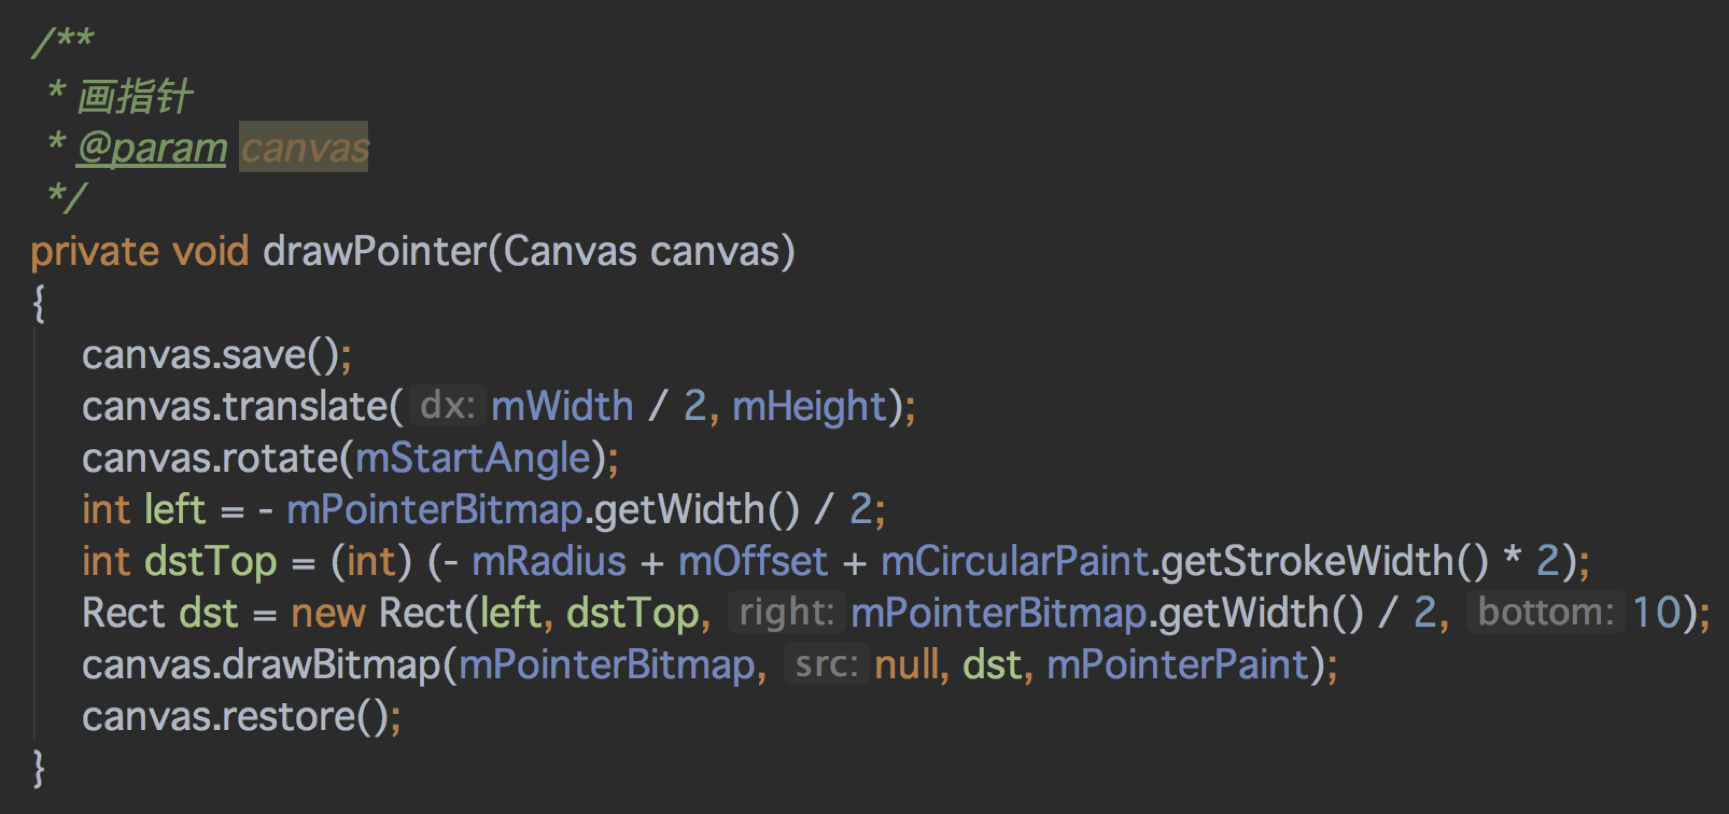 /**
* 画指针
* @param canvas
*/
private void drawPointer(Canvas canvas)
{
canvas.save();
canvas.translate( dx: mWidth / 2, mHeight);
canvas.rotate(mStartAngle);
int left = - mPointerBitmap.getWidth() / 2;
int dstTop = (int) (- mRadius + mOffset + mCircularPaint.getStrokeWidth() * 2);
Rect dst = new Rect(left, dstTop, right: mPointerBitmap.getWidth() / 2, bottom: 10);
canvas.drawBitmap(mPointerBitmap, src: null, dst, mPointerPaint);
canvas.restore();
}